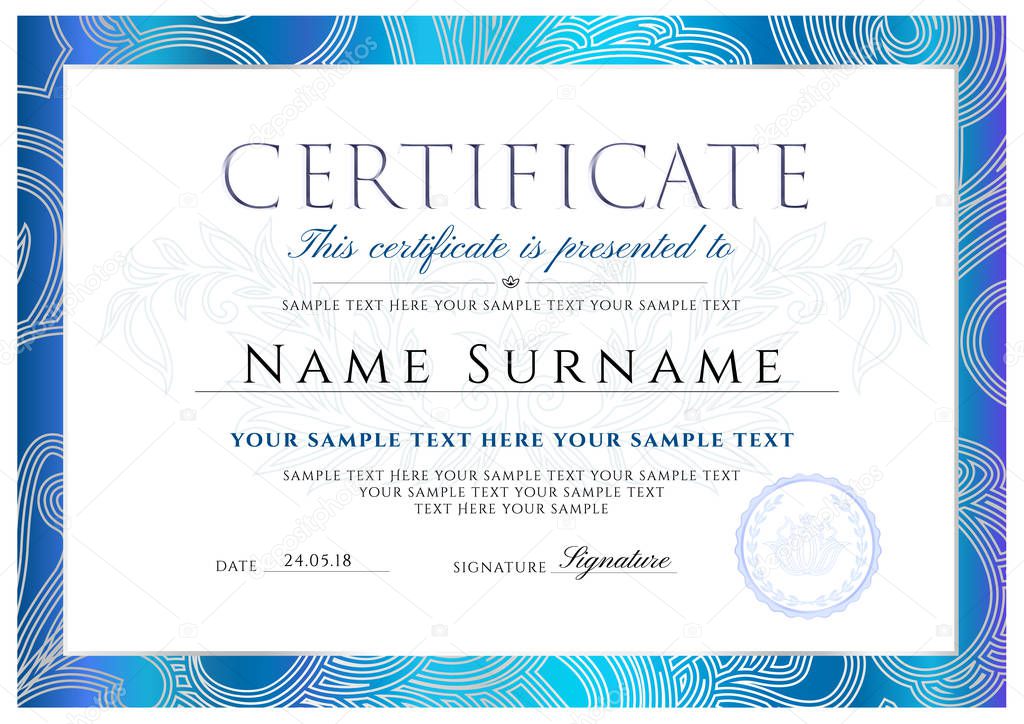 CERTIFICATE
This certificate is presented to
SAMPLE TEXT HERE YOUR SAMPLE TEXT YOUR SAMPLE TEXT
NAME SURNAME
YOUR SAMPLE TEXT HERE YOUR SAMPLE TEXT
SAMPLE TEXT HERE YOUR SAMPLE TEXT YOUR SAMPLE TEXT
YOUR SAMPLE TEXT YOUR SAMPLE TEXT
TEXT HERE YOUR SAMPLE
DATE 24.05.18 SIGNATURE Signature
depositphotos